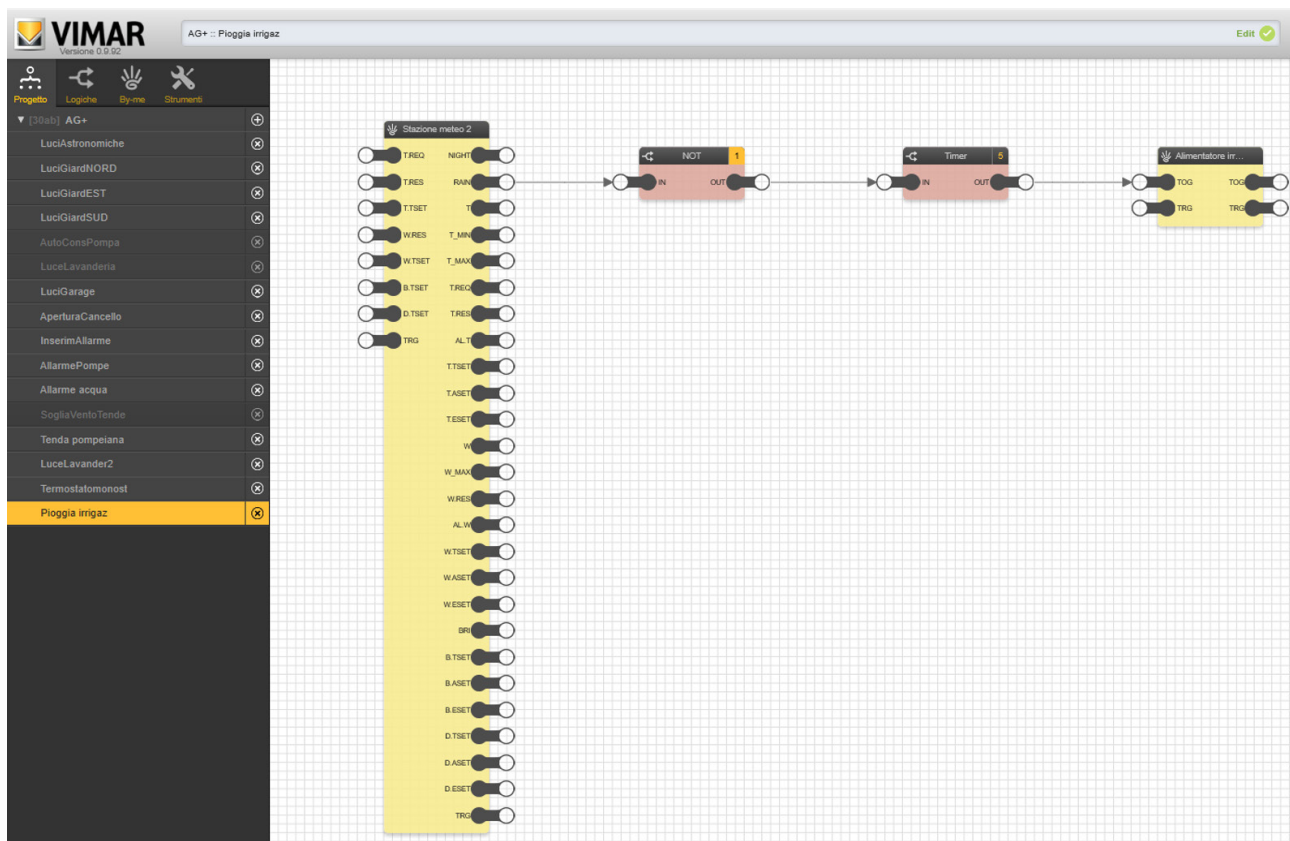 VIMAR
Versione 0.9.92
AG+ :: Pioggia irrigaz
Edit
Progetto
Logiche
By-me
Strumenti
[30ab] AG+
LuciAstronomiche
LuciGiardNORD
LuciGiardEST
LuciGiardSUD
AutoConsPompa
LuceLavanderia
LuciGarage
AperturaCancello
InserimAllarme
AllarmePompe
Allarme acqua
SogliaVentoTende
Tenda pompeiana
LuceLavander2
Termostatomonost
Pioggia irrigaz
Stazione meteo 2
T.REQ NIGHT
T.RES RAIN
T.TSET T
W.RES T_MIN
W.TSET T_MAX
B.TSET T.REQ
D.TSET T.RES
TRG AL.T
T.TSET
T.ASET
T.ESET
W
W_MAX
W.RES
AL.W
W.TSET
W.ASET
W.ESET
BRI
B.TSET
B.ASET
B.ESET
D.TSET
D.ASET
D.ESET
TRG
NOT 1
IN OUT
Timer 5
IN OUT
Alimentatore irr...
TOG TOG
TRG TRG